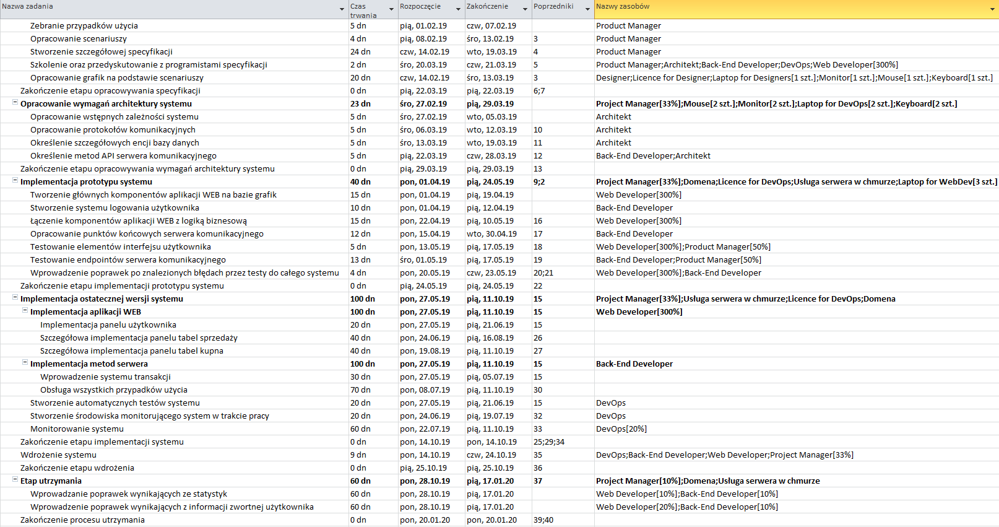 Nazwa zadania Czas trwania Rozpoczęcie Zakończenie Poprzedniki Nazwy zasobów
Zebranie przypadków użycia 5 dn pią, 01.02.19 czw, 07.02.19 Product Manager
Opracowanie scenariuszy 4 dn pią, 08.02.19 śro, 13.02.19 3 Product Manager
Stworzenie szczegółowej specyfikacji 24 dn czw, 14.02.19 wto, 19.03.19 4 Product Manager
Szkolenie oraz przedyskutowanie z programistami specyfikacji 2 dn śro, 20.03.19 czw, 21.03.19 5 Product Manager;Architekt;Back-End Developer;DevOps;Web Developer[300%]
Opracowanie grafik na podstawie scenariuszy 20 dn czw, 14.02.19 śro, 13.03.19 3 Designer;Licence for Designer;Laptop for Designers[1 szt.];Monitor[1 szt.];Mouse[1 szt.];Keyboard[1 szt.]
Zakończenie etapu opracowywania specyfikacji 0 dn pią, 22.03.19 pią, 22.03.19 6;7
Opracowanie wymagań architektury systemu 23 dn śro, 27.02.19 pią, 29.03.19 Project Manager[33%];Mouse[2 szt.];Monitor[2 szt.];Laptop for DevOps[2 szt.];Keyboard[2 szt.]
Opracowanie wstępnych zależności systemu 5 dn śro, 27.02.19 wto, 05.03.19 Architekt
Opracowanie protokołów komunikacyjnych 5 dn śro, 06.03.19 wto, 12.03.19 10 Architekt
Określenie szczegółowych encji bazy danych 5 dn śro, 13.03.19 wto, 19.03.19 11 Architekt
Określenie metod API serwera komunikacyjnego 5 dn pią, 22.03.19 czw, 28.03.19 12 Back-End Developer;Architekt
Zakończenie etapu opracowywania wymagań architektury systemu 0 dn pią, 29.03.19 pią, 29.03.19 13
Implementacja prototypu systemu 40 dn pon, 01.04.19 pią, 24.05.19 9;2 Project Manager[33%];Domena;Licence for DevOps;Usługa serwera w chmurze;Laptop for WebDev[3 szt.]
Tworzenie głównych komponentów aplikacji WEB na bazie grafik 15 dn pon, 01.04.19 pią, 19.04.19 Web Developer[300%]
Stworzenie systemu logowania użytkownika 10 dn pon, 01.04.19 pią, 12.04.19 Back-End Developer
Łączenie komponentów aplikacji WEB z logiką biznesową 15 dn pon, 22.04.19 pią, 10.05.19 16 Web Developer[300%]
Opracowanie punktów końcowych serwera komunikacyjnego 12 dn pon, 15.04.19 wto, 30.04.19 17 Back-End Developer
Testowanie elementów interfejsu użytkownika 5 dn pon, 13.05.19 pią, 17.05.19 18 Web Developer[300%];Product Manager[50%]
Testowanie endpointów serwera komunikacyjnego 13 dn śro, 01.05.19 pią, 17.05.19 19 Back-End Developer;Product Manager[50%]
Wprowadzenie poprawek po znalezionych błędach przez testy do całego systemu 4 dn pon, 20.05.19 czw, 23.05.19 20;21 Web Developer[300%];Back-End Developer
Zakończenie etapu implementacji prototypu systemu 0 dn pią, 24.05.19 pią, 24.05.19 22
Implementacja ostatecznej wersji systemu 100 dn pon, 27.05.19 pią, 11.10.19 15 Project Manager[33%];Usługa serwera w chmurze;Licence for DevOps;Domena
Implementacja aplikacji WEB 100 dn pon, 27.05.19 pią, 11.10.19 15 Web Developer[300%]
Implementacja panelu użytkownika 20 dn pon, 27.05.19 pią, 21.06.19 15
Szczegółowa implementacja panelu tabel sprzedaży 40 dn pon, 24.06.19 pią, 16.08.19 26
Szczegółowa implementacja panelu tabel kupna 40 dn pon, 19.08.19 pią, 11.10.19 27
Implementacja metod serwera 100 dn pon, 27.05.19 pią, 11.10.19 15 Back-End Developer
Wprowadzenie systemu transakcji 30 dn pon, 27.05.19 pią, 05.07.19 15
Obsługa wszystkich przypadków użycia 70 dn pon, 08.07.19 pią, 11.10.19 30
Stworzenie automatycznych testów systemu 20 dn pon, 27.05.19 pią, 21.06.19 15 DevOps
Stworzenie środowiska monitorującego system w trakcie pracy 20 dn pon, 24.06.19 pią, 19.07.19 32 DevOps
Monitorowanie systemu 60 dn pon, 22.07.19 pią, 11.10.19 33 DevOps[20%]
Zakończenie etapu implementacji systemu 0 dn pon, 14.10.19 pon, 14.10.19 25;29;34
Wdrożenie systemu 9 dn pon, 14.10.19 czw, 24.10.19 35 DevOps;Back-End Developer;Web Developer;Project Manager[33%]
Zakończenie etapu wdrożenia 0 dn pią, 25.10.19 pią, 25.10.19 36
Etap utrzymania 60 dn pon, 28.10.19 pią, 17.01.20 37 Project Manager[10%];Domena;Usługa serwera w chmurze
Wprowadzanie poprawek wynikających ze statystyk 60 dn pon, 28.10.19 pią, 17.01.20 Web Developer[10%];Back-End Developer[10%]
Wprowadzenie poprawek wynikających z informacji zwortnej użytkownika 60 dn pon, 28.10.19 pią, 17.01.20 Web Developer[20%];Back-End Developer[10%]
Zakończenie procesu utrzymania 0 dn pon, 20.01.20 pon, 20.01.20 39;40